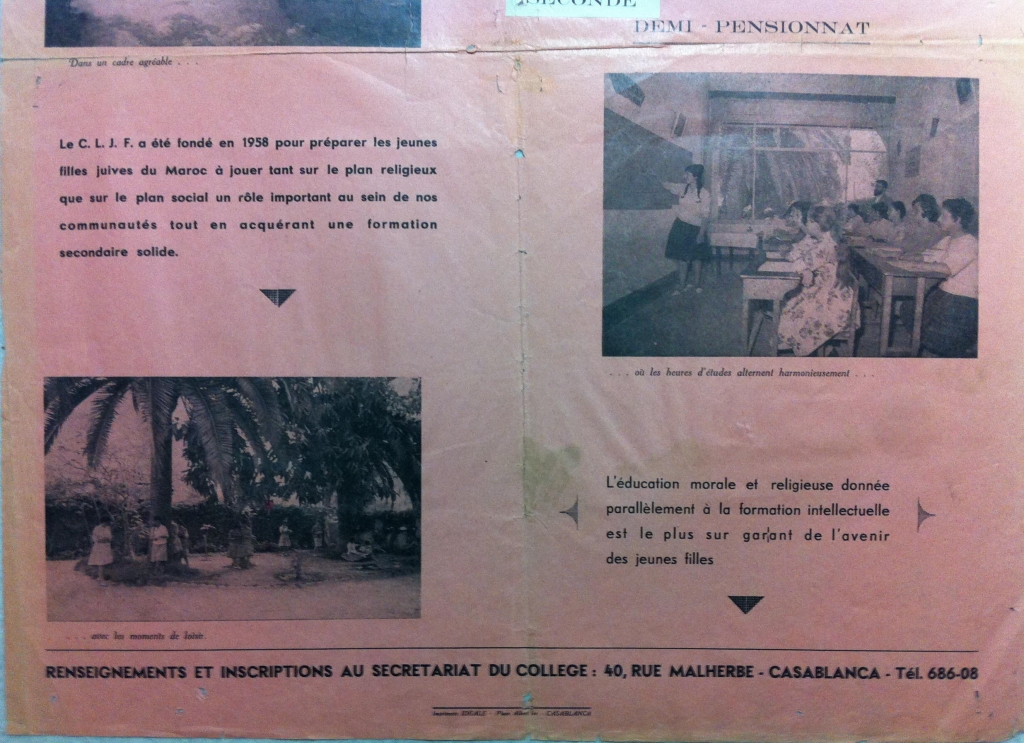 SECONDE
DEMI - PENSIONNAT
Dans un cadre agréable . . .
Le C. L. J. F. a été fondé en 1958 pour préparer les jeunes
filles juives du Maroc à jouer tant sur le plan religieux
que sur le plan social un rôle important au sein de nos
communautés tout en acquérant une formation
secondaire solide.
. . . où les heures d'études alternent harmonieusement . . .
. . . avec les moments de loisir.
L'éducation morale et religieuse donnée
parallèlement à la formation intellectuelle
est le plus sur garant de l'avenir
des jeunes filles
RENSEIGNEMENTS ET INSCRIPTIONS AU SECRETARIAT DU COLLEGE : 40, RUE MALHERBE - CASABLANCA - Tél. 686-08
Imprimerie CASABLANCA